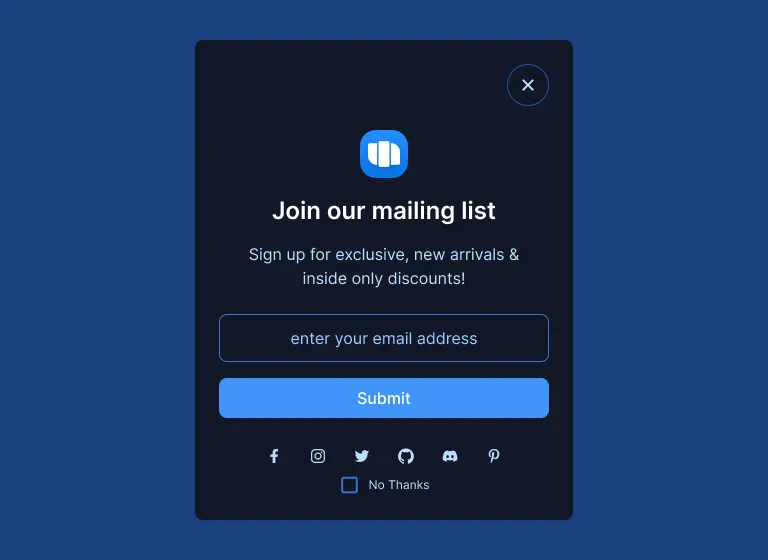 Join our mailing list
Sign up for exclusive, new arrivals &
inside only discounts!
enter your email address
Submit
No Thanks